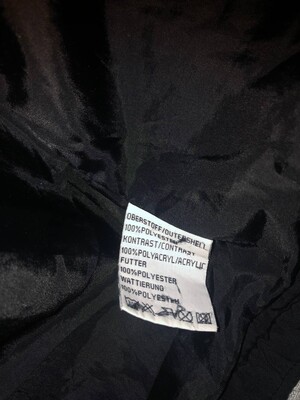 OBERSTOFF/OUTERSHELL
100%POLYESTER
KONTRAST/CONTRAST
100%POLYACRYL/ACRYLIC
FUTTER
100%POLYESTER
WATTIERUNG
100%POLYESTER